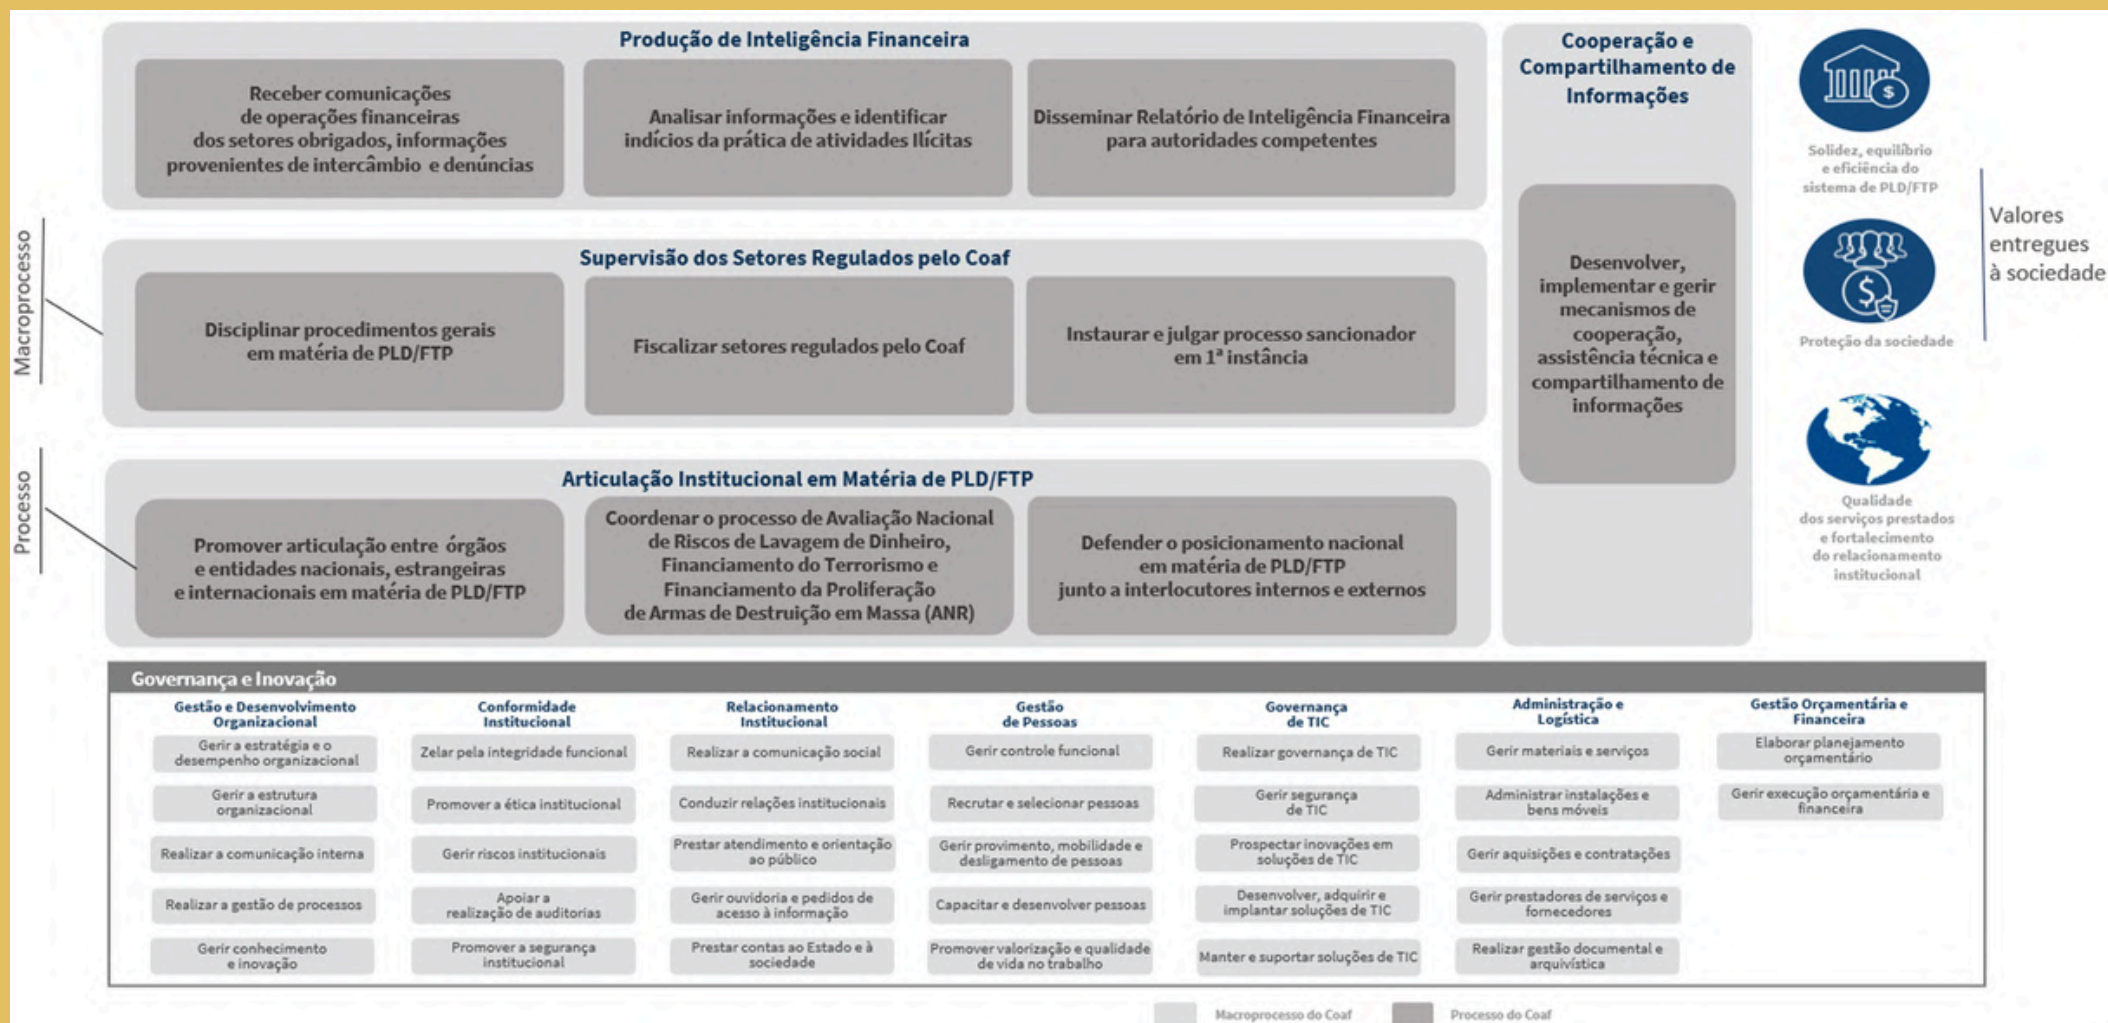 Produção de Inteligência Financeira
Receber comunicações
de operações financeiras
dos setores obrigados, informações
provenientes de intercâmbio e denúncias
Analisar informações e identificar
indícios da prática de atividades Ilícitas
Disseminar Relatório de Inteligência Financeira
para autoridades competentes
Macroprocesso
Supervisão dos Setores Regulados pelo Coaf
Disciplinar procedimentos gerais
em matéria de PLD/FTP
Fiscalizar setores regulados pelo Coaf
Instaurar e julgar processo sancionador
em 1ª instância
Processo
Articulação Institucional em Matéria de PLD/FTP
Promover articulação entre órgãos
e entidades nacionais, estrangeiras
e internacionais em matéria de PLD/FTP
Coordenar o processo de Avaliação Nacional
de Riscos de Lavagem de Dinheiro,
Financiamento do Terrorismo e
Financiamento da Proliferação
de Armas de Destruição em Massa (ANR)
Defender o posicionamento nacional
em matéria de PLD/FTP
junto a interlocutores internos e externos
Cooperação e
Compartilhamento de
Informações
Desenvolver,
implementar e gerir
mecanismos de
cooperação,
assistência técnica e
compartilhamento de
informações
$
Solidez, equilíbrio
e eficiência do
sistema de PLD/FTP
$
Proteção da sociedade
Qualidade
dos serviços prestados
e fortalecimento
do relacionamento
institucional
Valores
entregues
à sociedade
Governança e Inovação
Gestão e Desenvolvimento
Organizacional
Gerir a estratégia e o
desempenho organizacional
Gerir a estrutura
organizacional
Realizar a comunicação interna
Realizar a gestão de processos
Gerir conhecimento
e inovação
Conformidade
Institucional
Zelar pela integridade funcional
Promover a ética institucional
Gerir riscos institucionais
Apoiar a
realização de auditorias
Promover a segurança
institucional
Relacionamento
Institucional
Realizar a comunicação social
Conduzir relações institucionais
Prestar atendimento e orientação
ao público
Gerir ouvidoria e pedidos de
acesso à informação
Prestar contas ao Estado e à
sociedade
Gestão
de Pessoas
Gerir controle funcional
Recrutar e selecionar pessoas
Gerir provimento, mobilidade e
desligamento de pessoas
Capacitar e desenvolver pessoas
Promover valorização e qualidade
de vida no trabalho
Governança
de TIC
Realizar governança de TIC
Gerir segurança
de TIC
Prospectar inovações em
soluções de TIC
Desenvolver, adquirir e
implantar soluções de TIC
Manter e suportar soluções de TIC
Administração e
Logística
Gerir materiais e serviços
Administrar instalações e
bens móveis
Gerir aquisições e contratações
Gerir prestadores de serviços e
fornecedores
Realizar gestão documental e
arquivística
Gestão Orçamentária e
Financeira
Elaborar planejamento
orçamentário
Gerir execução orçamentária e
financeira
Macroprocesso do Coaf
Processo do Coaf